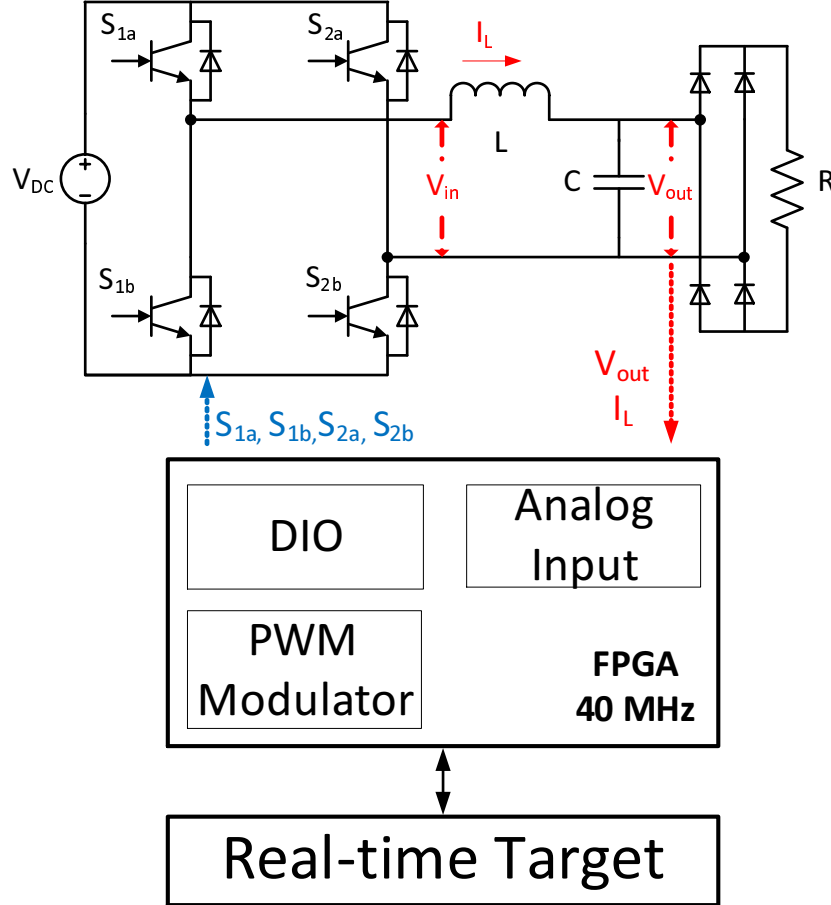 S1a
S2a
IL
L
VDC
+
−
Vin
C
Vout
R
S1b
S2b
Vout
IL
S1a, S1b,S2a, S2b
DIO
Analog
Input
PWM
Modulator
FPGA
40 MHz
Real-time Target